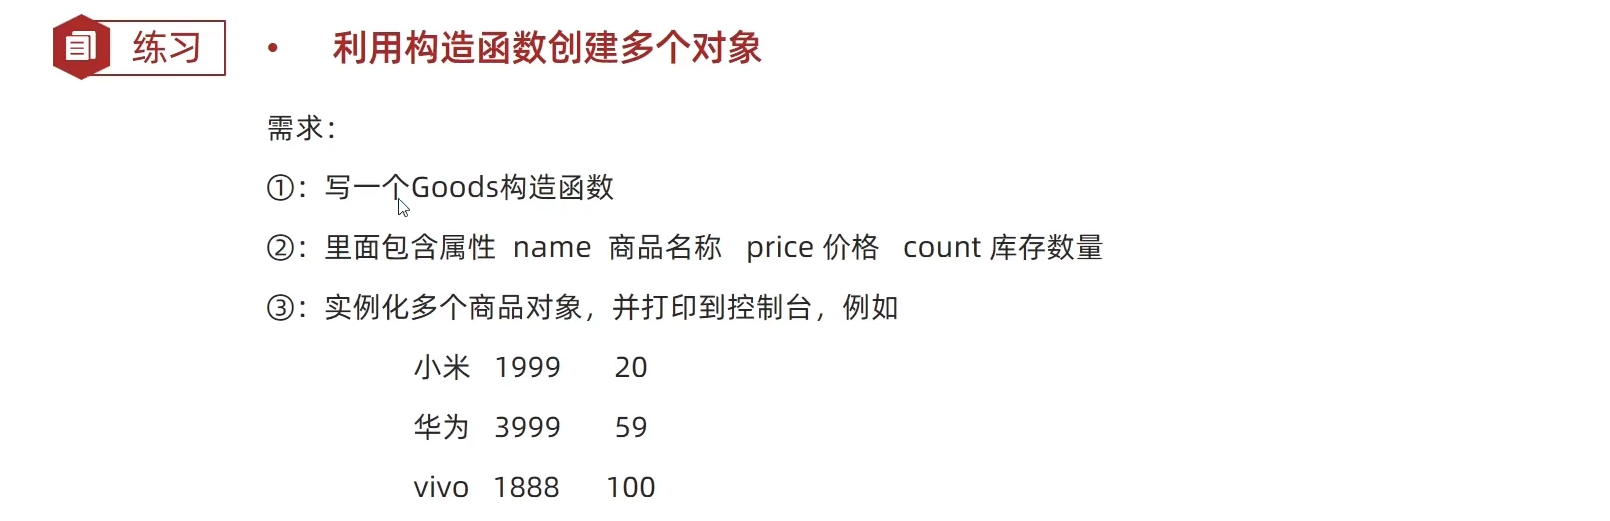 练习 • 利用构造函数创建多个对象
需求：
①：写一个Goods构造函数
②：里面包含属性 name 商品名称 price 价格 count 库存数量
③：实例化多个商品对象，并打印到控制台，例如
小米 1999 20
华为 3999 59
vivo 1888 100